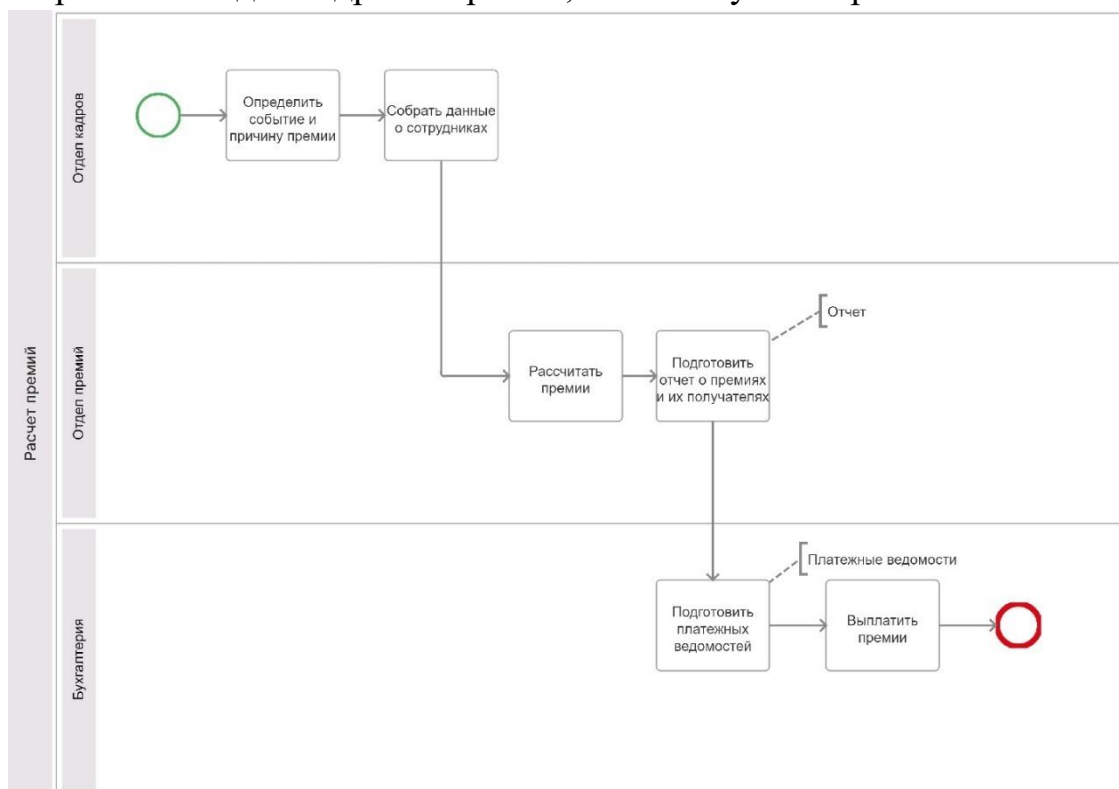 Расчет премий
Отдел кадров
Определить
событие и
причину премии
Собрать данные
о сотрудниках
Отдел премий
Рассчитать
премии
Подготовить
отчет о премиях
и их получателях
Отчет
Бухгалтерия
Подготовить
платежных
ведомостей
Платежные ведомости
Выплатить
премии